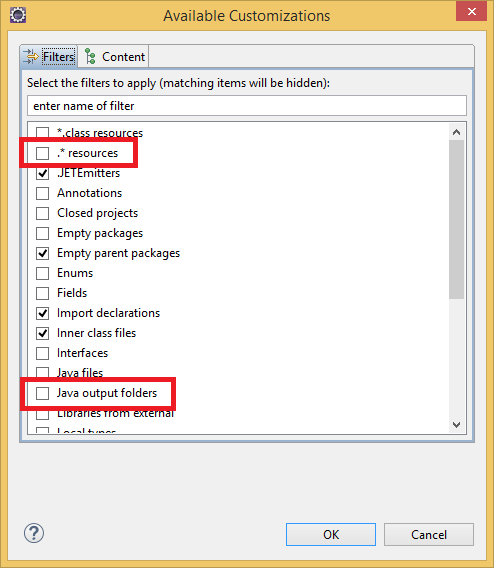 Available Customizations
Filters Content
Select the filters to apply (matching items will be hidden):
enter name of filter
*.class resources
.* resources
.JETEmitters
Annotations
Closed projects
Empty packages
Empty parent packages
Enums
Fields
Import declarations
Inner class files
Interfaces
Java files
Java output folders
Libraries from external
Local types
OK Cancel